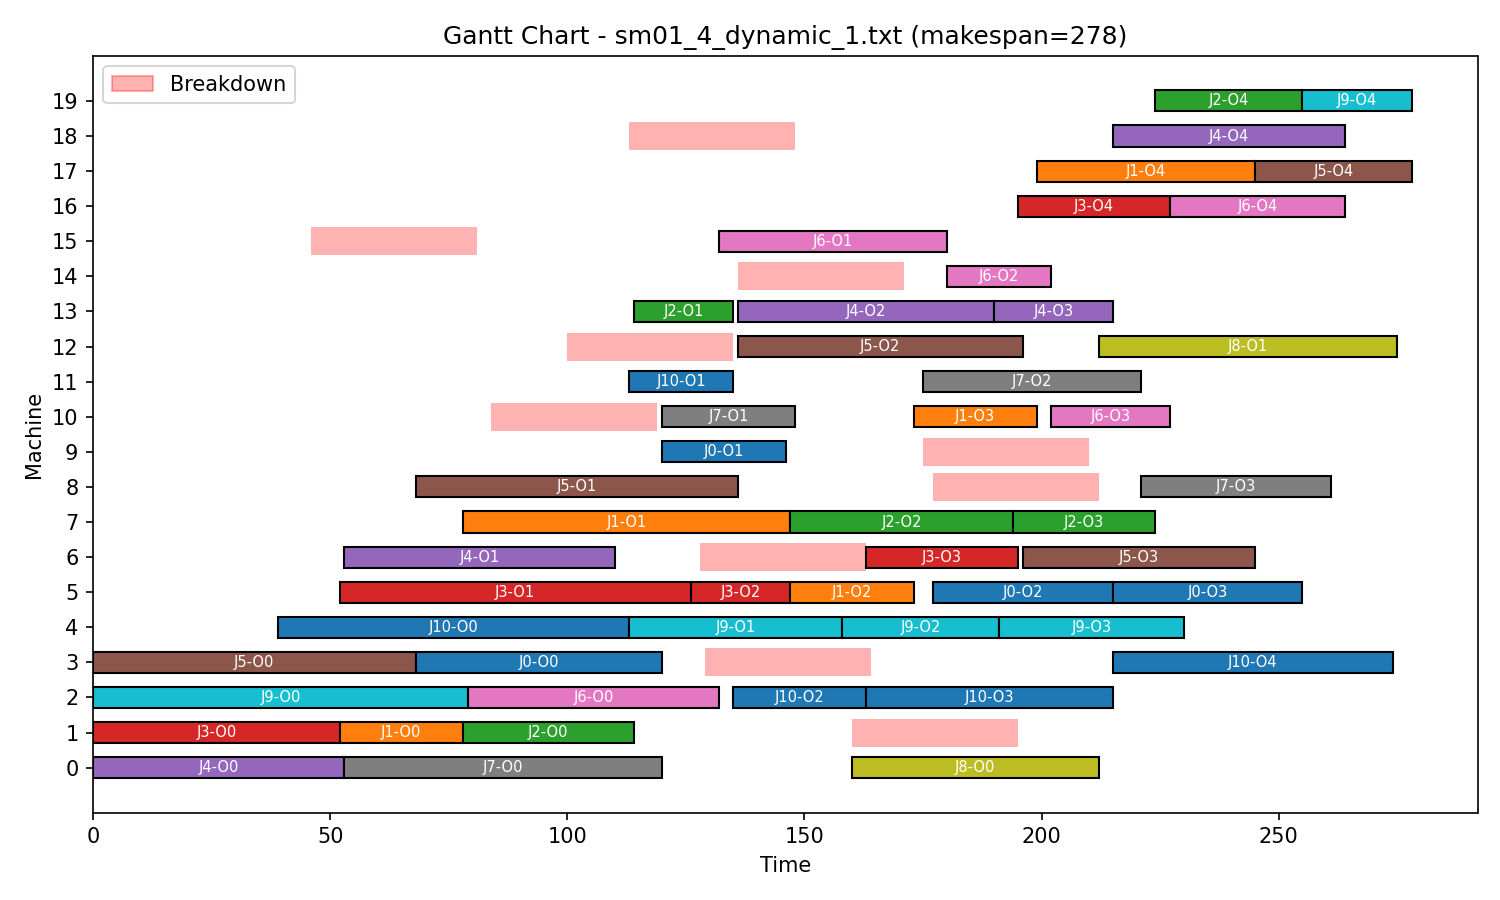 Gantt Chart - sm01_4_dynamic_1.txt (makespan=278)
Breakdown
19 J2-O4 J9-O4
18 J4-O4
17 J1-O4 J5-O4
16 J3-O4 J6-O4
15 J6-O1
14 J6-O2
13 J2-O1 J4-O2 J4-O3
12 J5-O2 J8-O1
11 J10-O1 J7-O2
10 J7-O1 J1-O3 J6-O3
9 J0-O1
8 J5-O1 J7-O3
7 J1-O1 J2-O2 J2-O3
6 J4-O1 J3-O3 J5-O3
5 J3-O1 J3-O2 J1-O2 J0-O2 J0-O3
4 J10-O0 J9-O1 J9-O2 J9-O3
3 J5-O0 J0-O0 J10-O4
2 J9-O0 J6-O0 J10-O2 J10-O3
1 J3-O0 J1-O0 J2-O0
0 J4-O0 J7-O0 J8-O0
Machine
0 50 100 150 200 250
Time